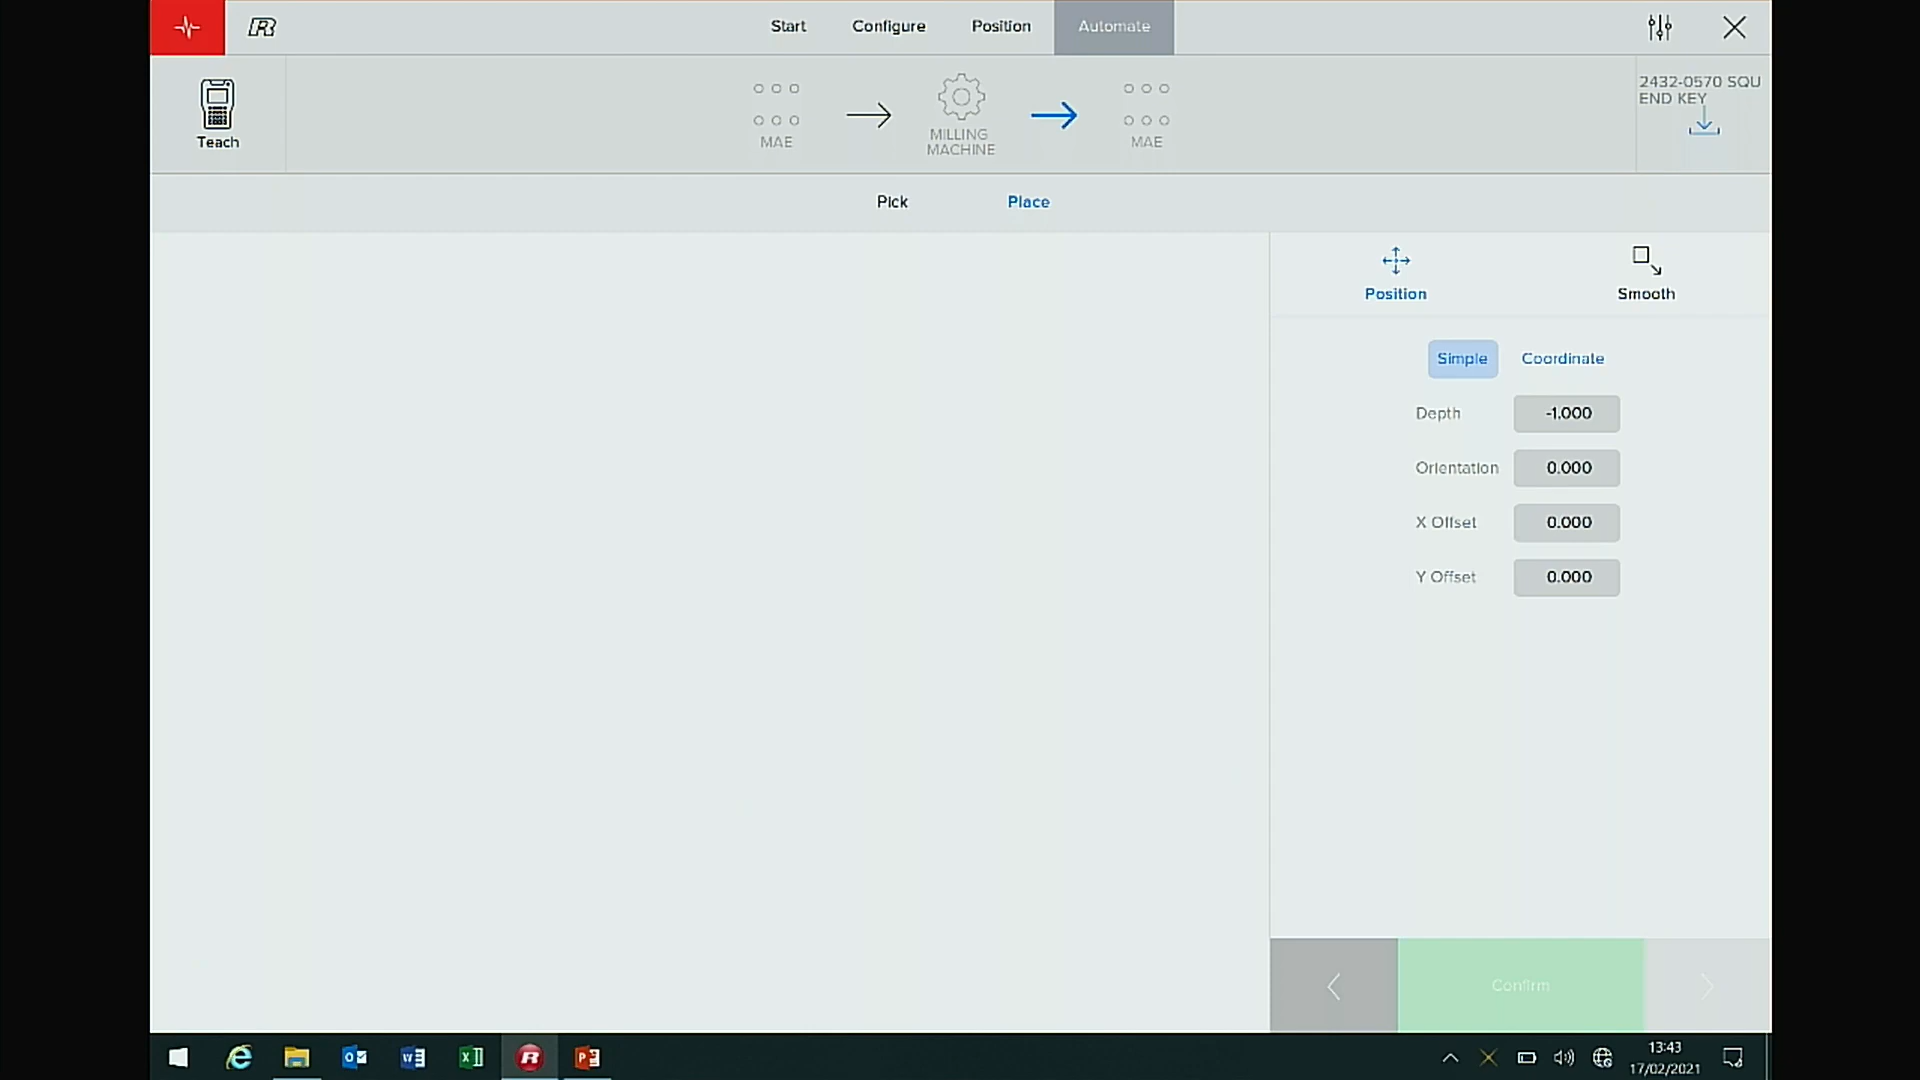 Start Configure Position Automate
Teach
MAE
MILLING
MACHINE
MAE
2432-0570 SQU
END KEY
Pick Place
Position Smooth
Simple Coordinate
Depth -1.000
Orientation 0.000
X Offset 0.000
Y Offset 0.000
Confirm
13:43
17/02/2021